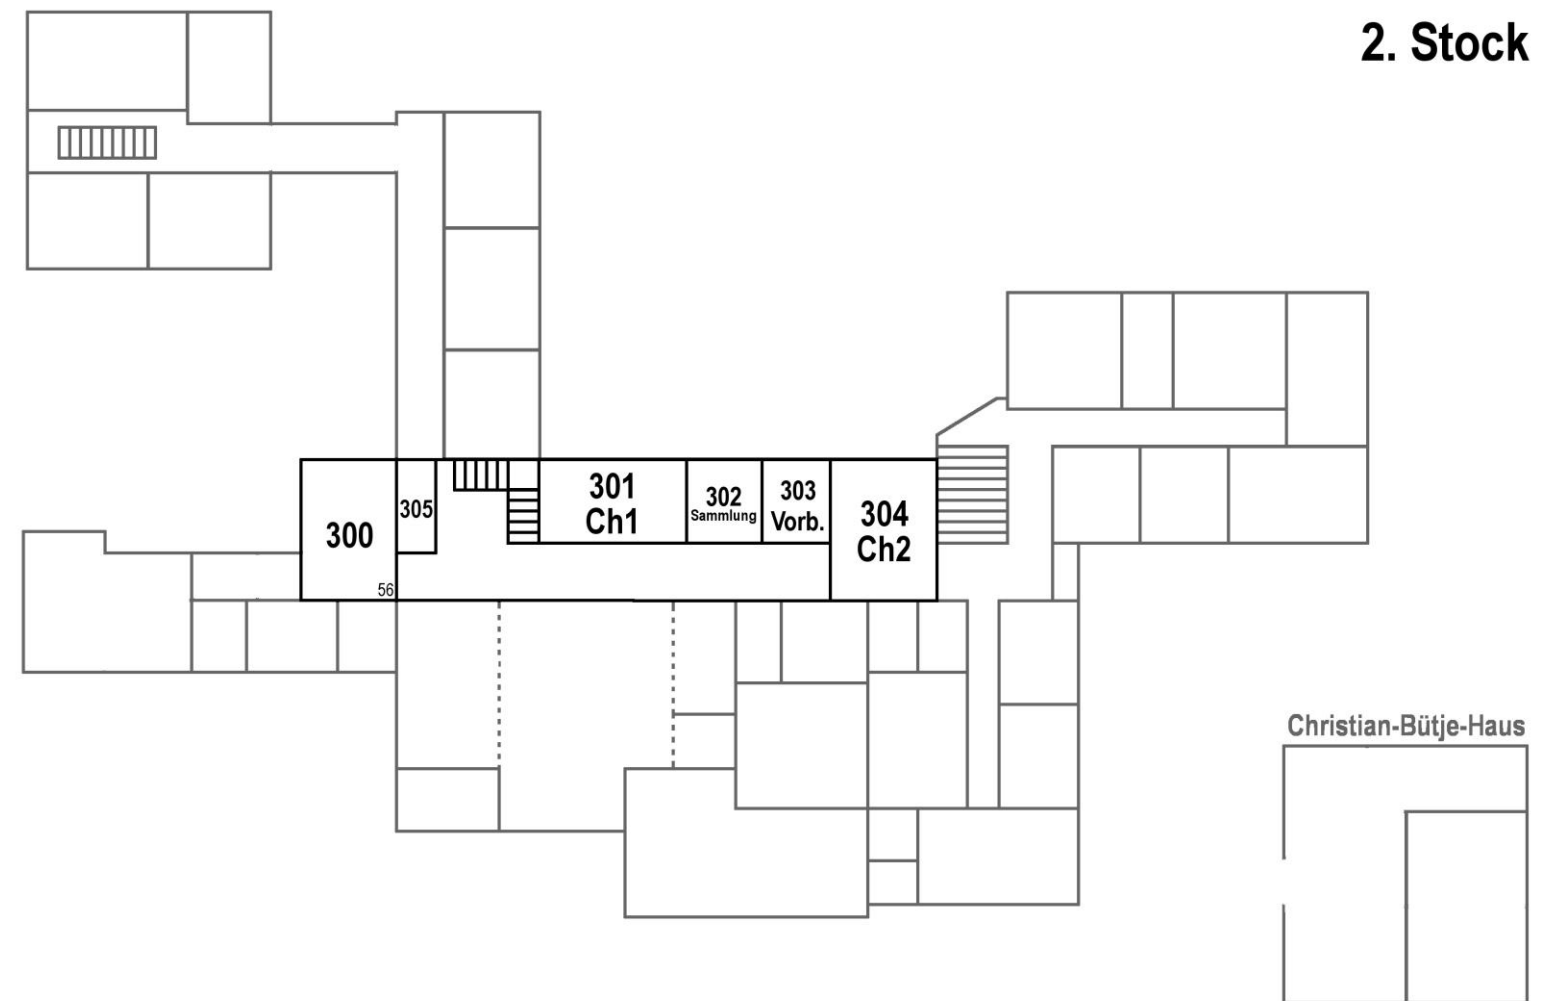 2. Stock
300
56
305
301
Ch1
302
Sammlung
303
Vorb.
304
Ch2
Christian-Bütje-Haus